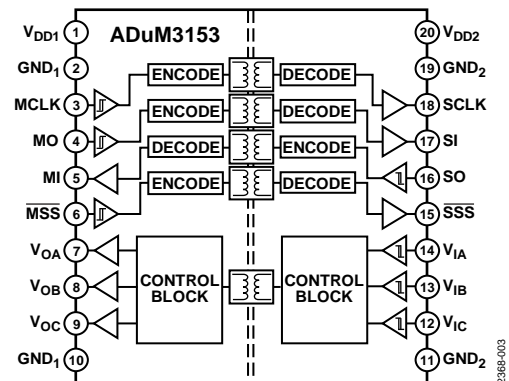 ADuM3153
VDD1 1
20 VDD2
GND1 2
19 GND2
MCLK 3
ENCODE
DECODE
18 SCLK
MO 4
ENCODE
DECODE
17 SI
MI 5
DECODE
ENCODE
16 SO
MSS 6
ENCODE
DECODE
15 SSS
VOA 7
14 VIA
VOB 8
CONTROL
BLOCK
CONTROL
BLOCK
13 VIB
VOC 9
12 VIC
GND1 10
11 GND2
2368-003